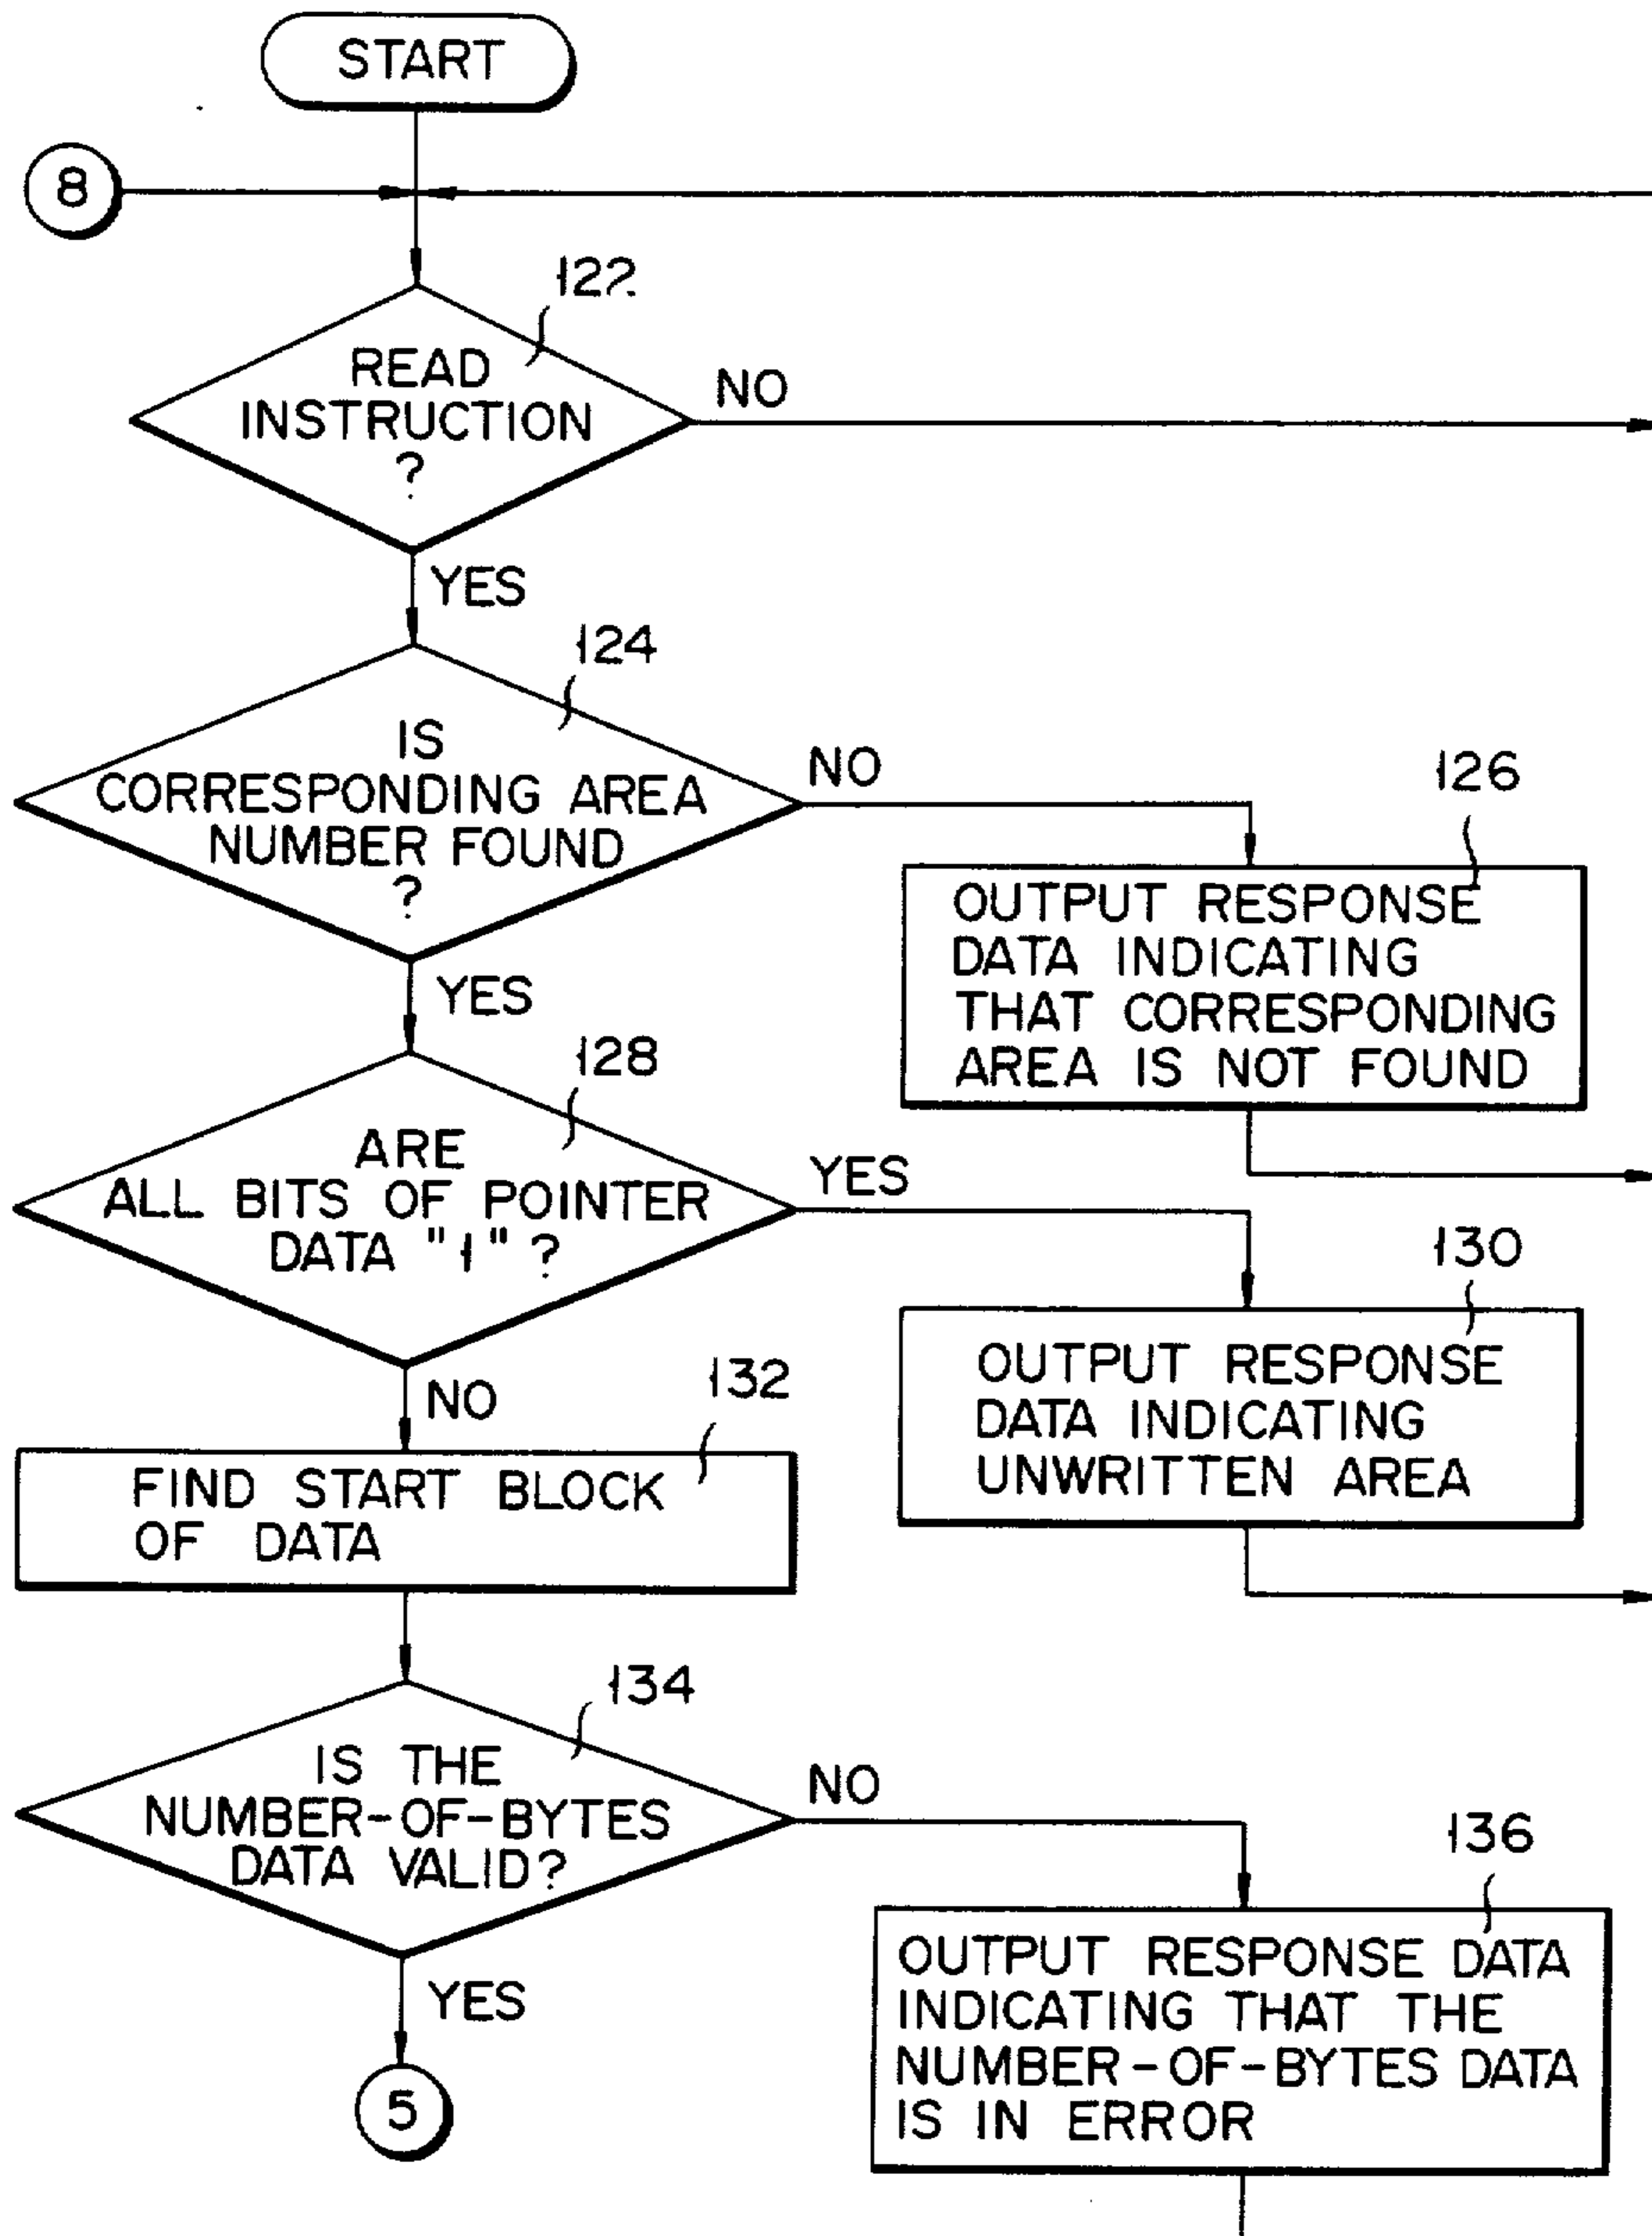 START
8
122
READ
INSTRUCTION
?
NO
YES
124
IS
CORRESPONDING AREA
NUMBER FOUND
?
NO
126
OUTPUT RESPONSE
DATA INDICATING
THAT CORRESPONDING
AREA IS NOT FOUND
YES
128
ARE
ALL BITS OF POINTER
DATA "1" ?
YES
130
OUTPUT RESPONSE
DATA INDICATING
UNWRITTEN AREA
NO
132
FIND START BLOCK
OF DATA
134
IS THE
NUMBER-OF-BYTES
DATA VALID?
NO
136
OUTPUT RESPONSE DATA
INDICATING THAT THE
NUMBER-OF-BYTES DATA
IS IN ERROR
YES
5